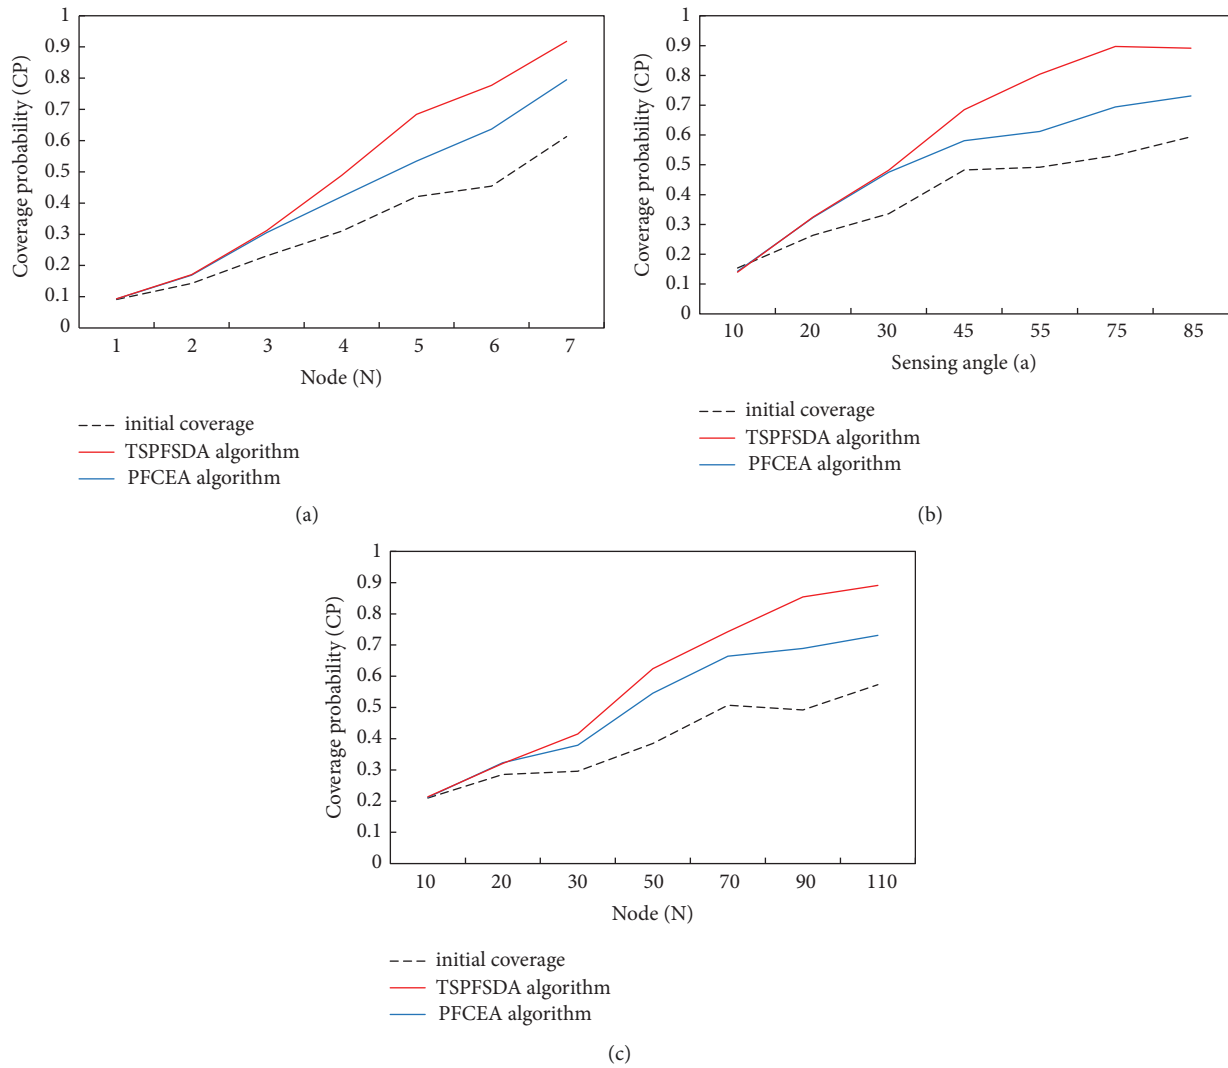 Coverage probability (CP)
1
0.9
0.8
0.7
0.6
0.5
0.4
0.3
0.2
0.1
0
1 2 3 4 5 6 7
Node (N)
initial coverage
TSPFSDA algorithm
PFCEA algorithm
(a)
Coverage probability (CP)
1
0.9
0.8
0.7
0.6
0.5
0.4
0.3
0.2
0.1
0
10 20 30 45 55 75 85
Sensing angle (a)
initial coverage
TSPFSDA algorithm
PFCEA algorithm
(b)
Coverage probability (CP)
1
0.9
0.8
0.7
0.6
0.5
0.4
0.3
0.2
0.1
0
10 20 30 50 70 90 110
Node (N)
initial coverage
TSPFSDA algorithm
PFCEA algorithm
(c)